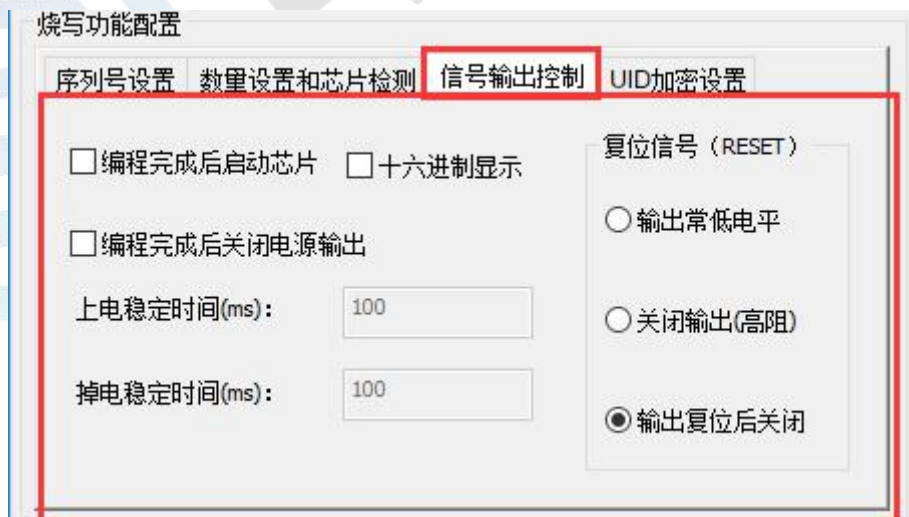 烧写功能配置
序列号设置 数量设置和芯片检测 信号输出控制 UID加密设置
编程完成后启动芯片 十六进制显示
编程完成后关闭电源输出
上电稳定时间(ms)： 100
掉电稳定时间(ms)： 100
复位信号（RESET）
输出常低电平
关闭输出(高阻)
输出复位后关闭